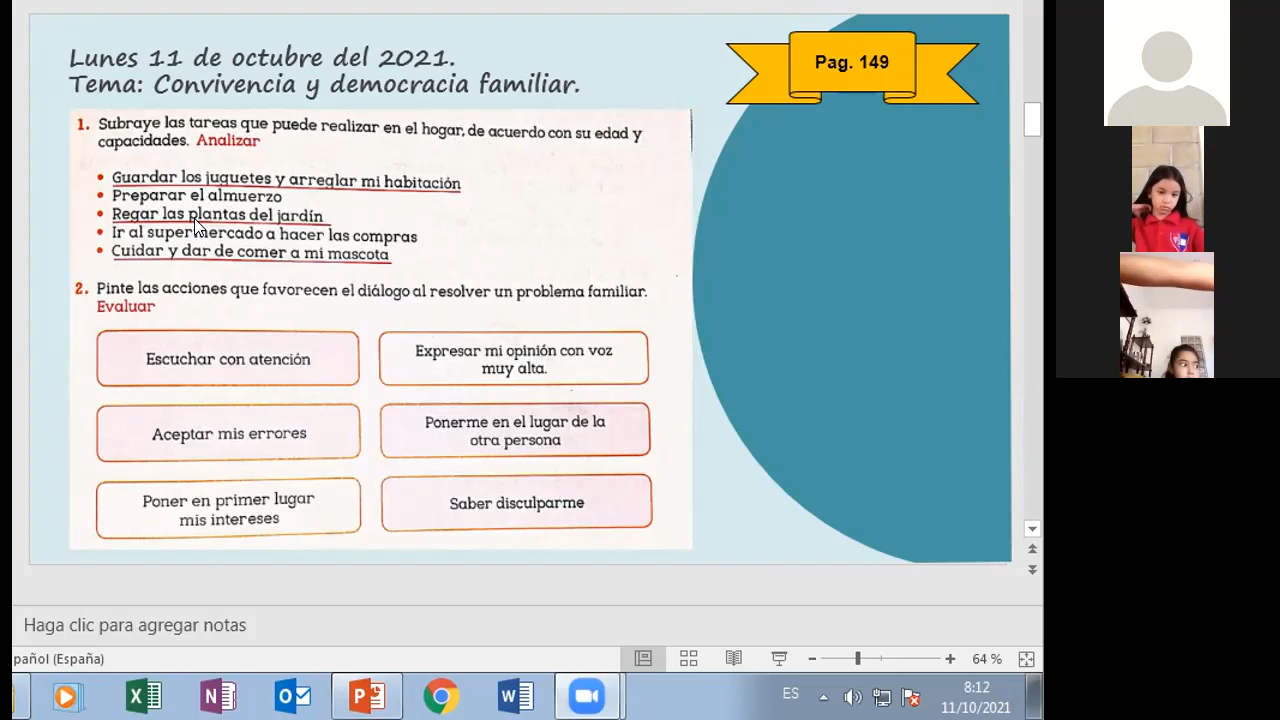 Lunes 11 de octubre del 2021.
Tema: Convivencia y democracia familiar.
Pag. 149
1. Subraye las tareas que puede realizar en el hogar, de acuerdo con su edad y
capacidades. Analizar
• Guardar los juguetes y arreglar mi habitación
• Preparar el almuerzo
• Regar las plantas del jardín
• Ir al supermercado a hacer las compras
• Cuidar y dar de comer a mi mascota
2. Pinte las acciones que favorecen el diálogo al resolver un problema familiar.
Evaluar
Escuchar con atención
Expresar mi opinión con voz
muy alta.
Aceptar mis errores
Ponerme en el lugar de la
otra persona
Poner en primer lugar
mis intereses
Saber disculparme
Haga clic para agregar notas
pañol (España)
64 %
ES
8:12
11/10/2021